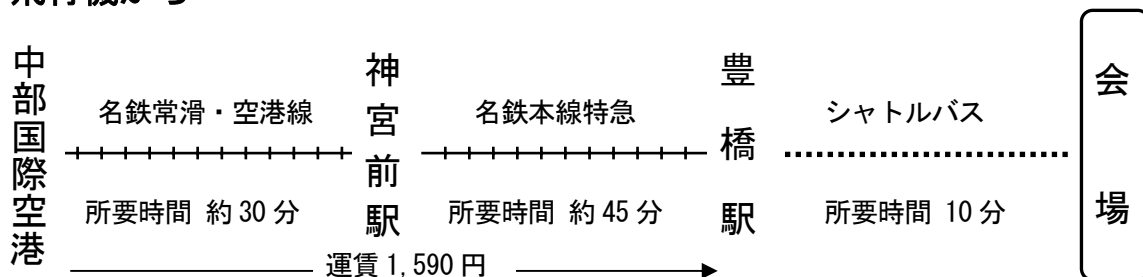 中部国際空港
名鉄常滑・空港線
所要時間 約30分
神宮前駅
名鉄本線特急
所要時間 約45分
豊橋駅
シャトルバス
所要時間 10分
会場
運賃1,590円